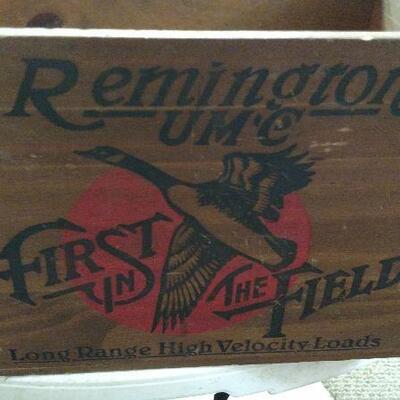 Remington
UMC
FIRST IN THE FIELD
Long Range High Velocity Loads